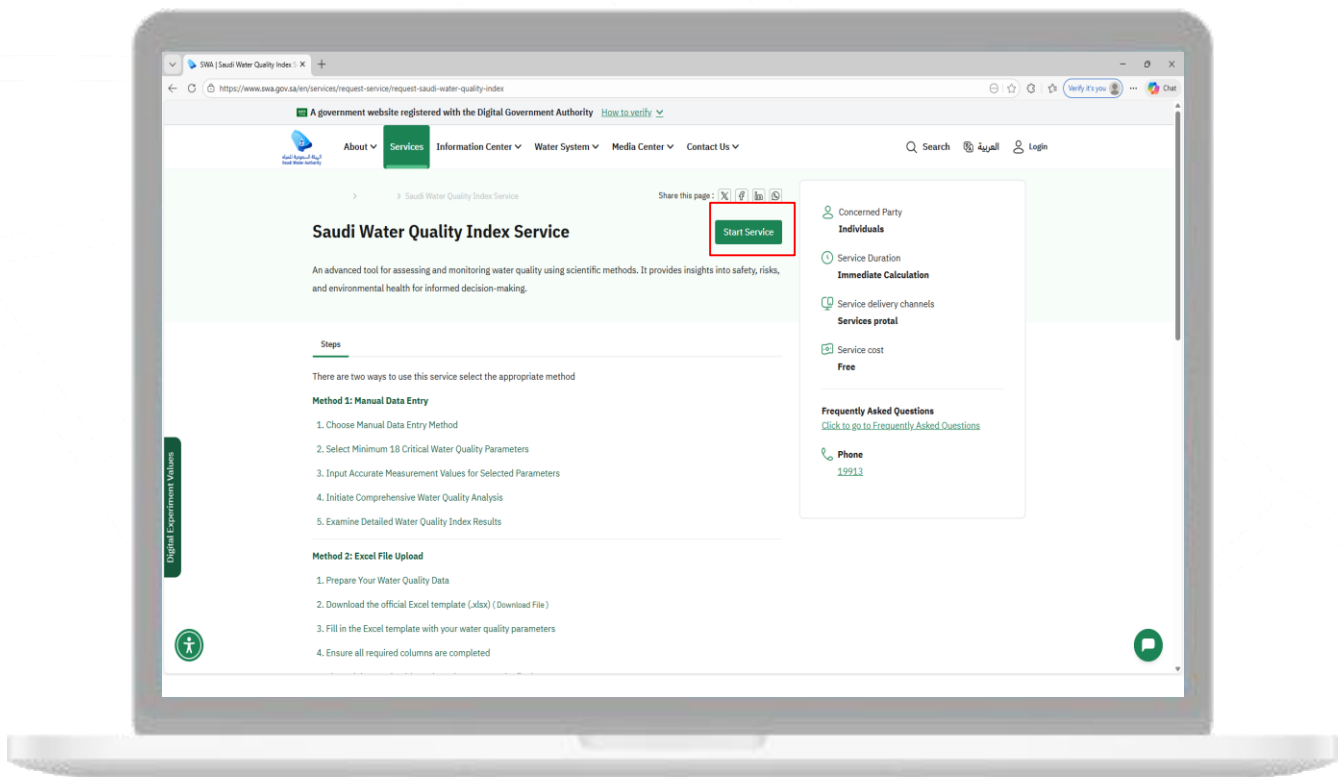 SWA | Saudi Water Quality Index S
https://www.swa.gov.sa/en/services/request-service/request-saudi-water-quality-index
Verify it's you
Chat
A government website registered with the Digital Government Authority How to verify
الهيئة السعودية للمياه
Saudi Water Authority
About
Services
Information Center
Water System
Media Center
Contact Us
Search
العربية
Login
Saudi Water Quality Index Service
Share this page :
Saudi Water Quality Index Service
Start Service
An advanced tool for assessing and monitoring water quality using scientific methods. It provides insights into safety, risks,
and environmental health for informed decision-making.
Concerned Party
Individuals
Service Duration
Immediate Calculation
Service delivery channels
Services protal
Service cost
Free
Frequently Asked Questions
Click to go to Frequently Asked Questions
Phone
19913
Steps
There are two ways to use this service select the appropriate method
Method 1: Manual Data Entry
1. Choose Manual Data Entry Method
2. Select Minimum 18 Critical Water Quality Parameters
3. Input Accurate Measurement Values for Selected Parameters
4. Initiate Comprehensive Water Quality Analysis
5. Examine Detailed Water Quality Index Results
Method 2: Excel File Upload
1. Prepare Your Water Quality Data
2. Download the official Excel template (.xlsx) ( Download File )
3. Fill in the Excel template with your water quality parameters
4. Ensure all required columns are completed
Digital Experiment Values